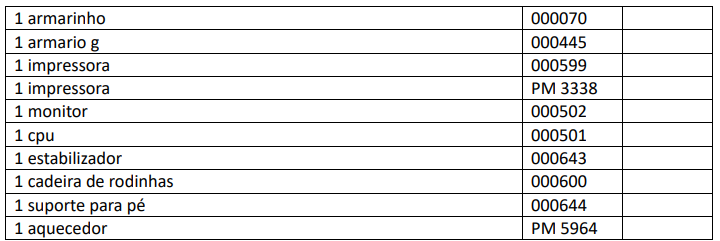 1 armarinho 000070
1 armario g 000445
1 impressora 000599
1 impressora PM 3338
1 monitor 000502
1 cpu 000501
1 estabilizador 000643
1 cadeira de rodinhas 000600
1 suporte para pé 000644
1 aquecedor PM 5964